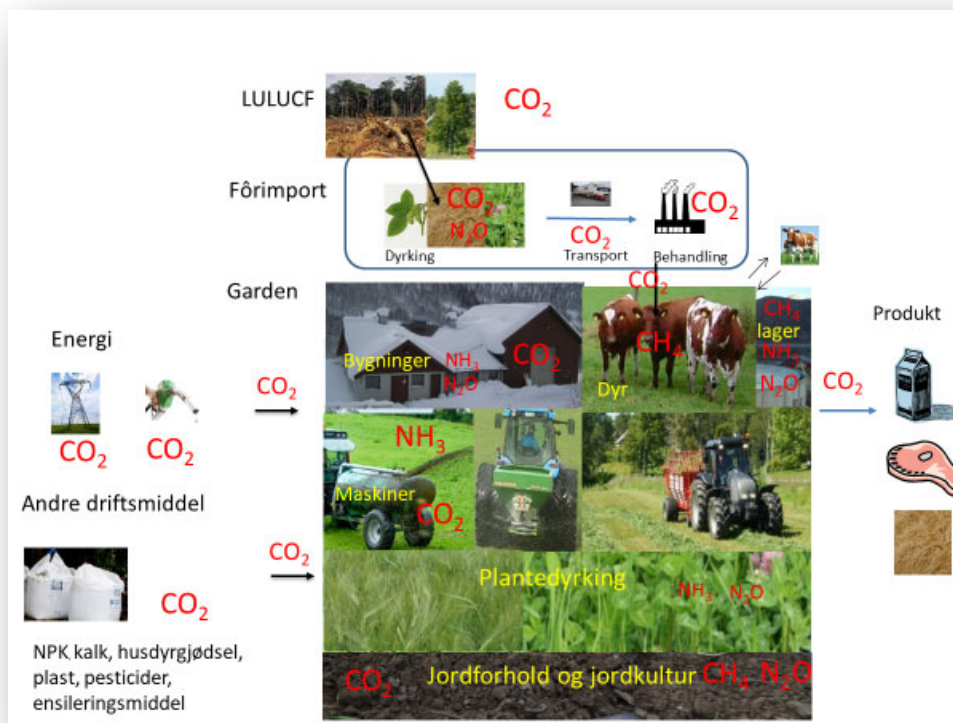 LULUCF
CO₂
Fôrimport
CO₂
N₂O
Dyrking
CO₂
Transport
CO₂
Behandling
Garden
CO₂
Bygninger
NH₃
N₂O
CO₂
CH₄
Dyr
CH₄
lager
NH₃
N₂O
Produkt
CO₂
Energi
CO₂
CO₂
CO₂
NH₃
Maskiner
CO₂
Andre driftsmiddel
CO₂
CO₂
NPK, kalk, husdyrgjødsel,
plast, pesticider,
ensileringsmiddel
Plantedyrking
NH₃ N₂O
CO₂ Jordforhold og jordkultur CH₄ N₂O